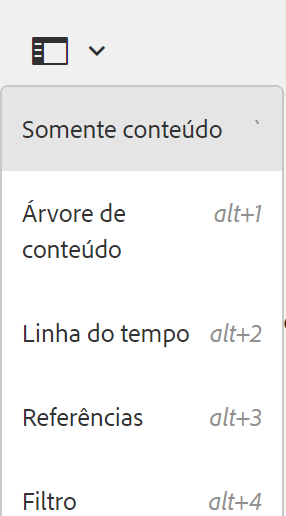 Somente conteúdo `
Árvore de alt+1
conteúdo
Linha do tempo alt+2
Referências alt+3
Filtro alt+4